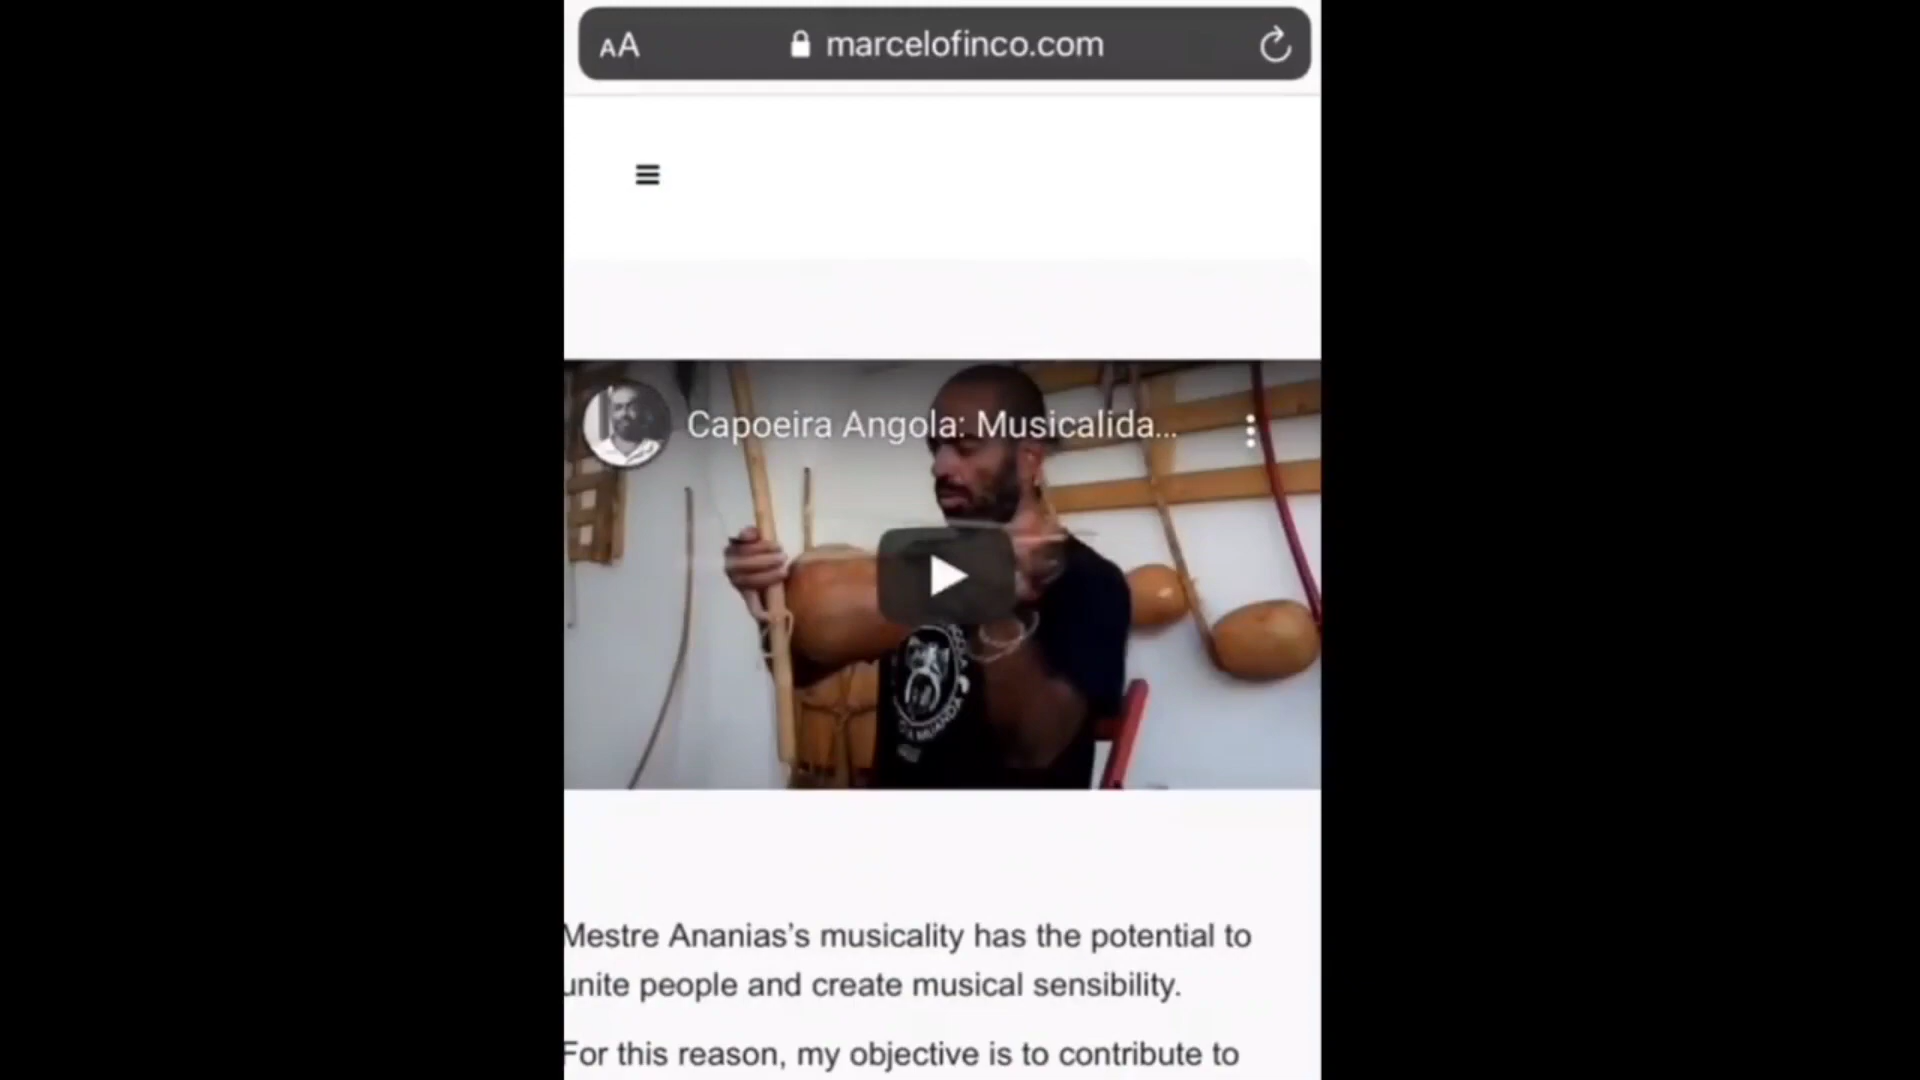 AA
marcelofinco.com
Capoeira Angola: Musicalida...
Mestre Ananias’s musicality has the potential to
unite people and create musical sensibility.
For this reason, my objective is to contribute to